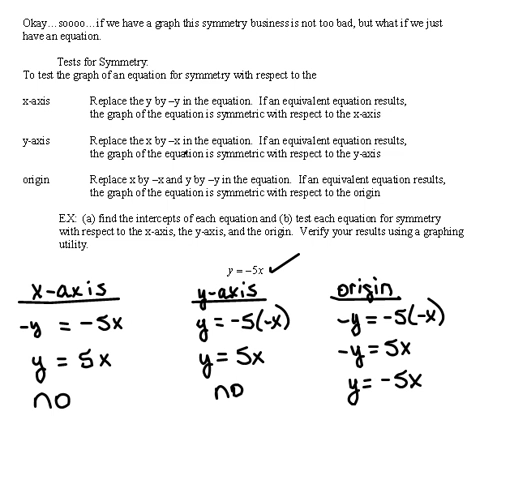 Okay…soooo…if we have a graph this symmetry business is not too bad, but what if we just
have an equation.
Tests for Symmetry:
To test the graph of an equation for symmetry with respect to the
x-axis Replace the y by –y in the equation. If an equivalent equation results,
the graph of the equation is symmetric with respect to the x-axis
y-axis Replace the x by –x in the equation. If an equivalent equation results,
the graph of the equation is symmetric with respect to the y-axis
origin Replace x by –x and y by –y in the equation. If an equivalent equation results,
the graph of the equation is symmetric with respect to the origin
EX: (a) find the intercepts of each equation and (b) test each equation for symmetry
with respect to the x-axis, the y-axis, and the origin. Verify your results using a graphing
utility.
y = –5x ✓
x-axis y-axis origin
-y = -5x y = -5(-x) -y = -5(-x)
y = 5x y = 5x -y = 5x
no no y = -5x